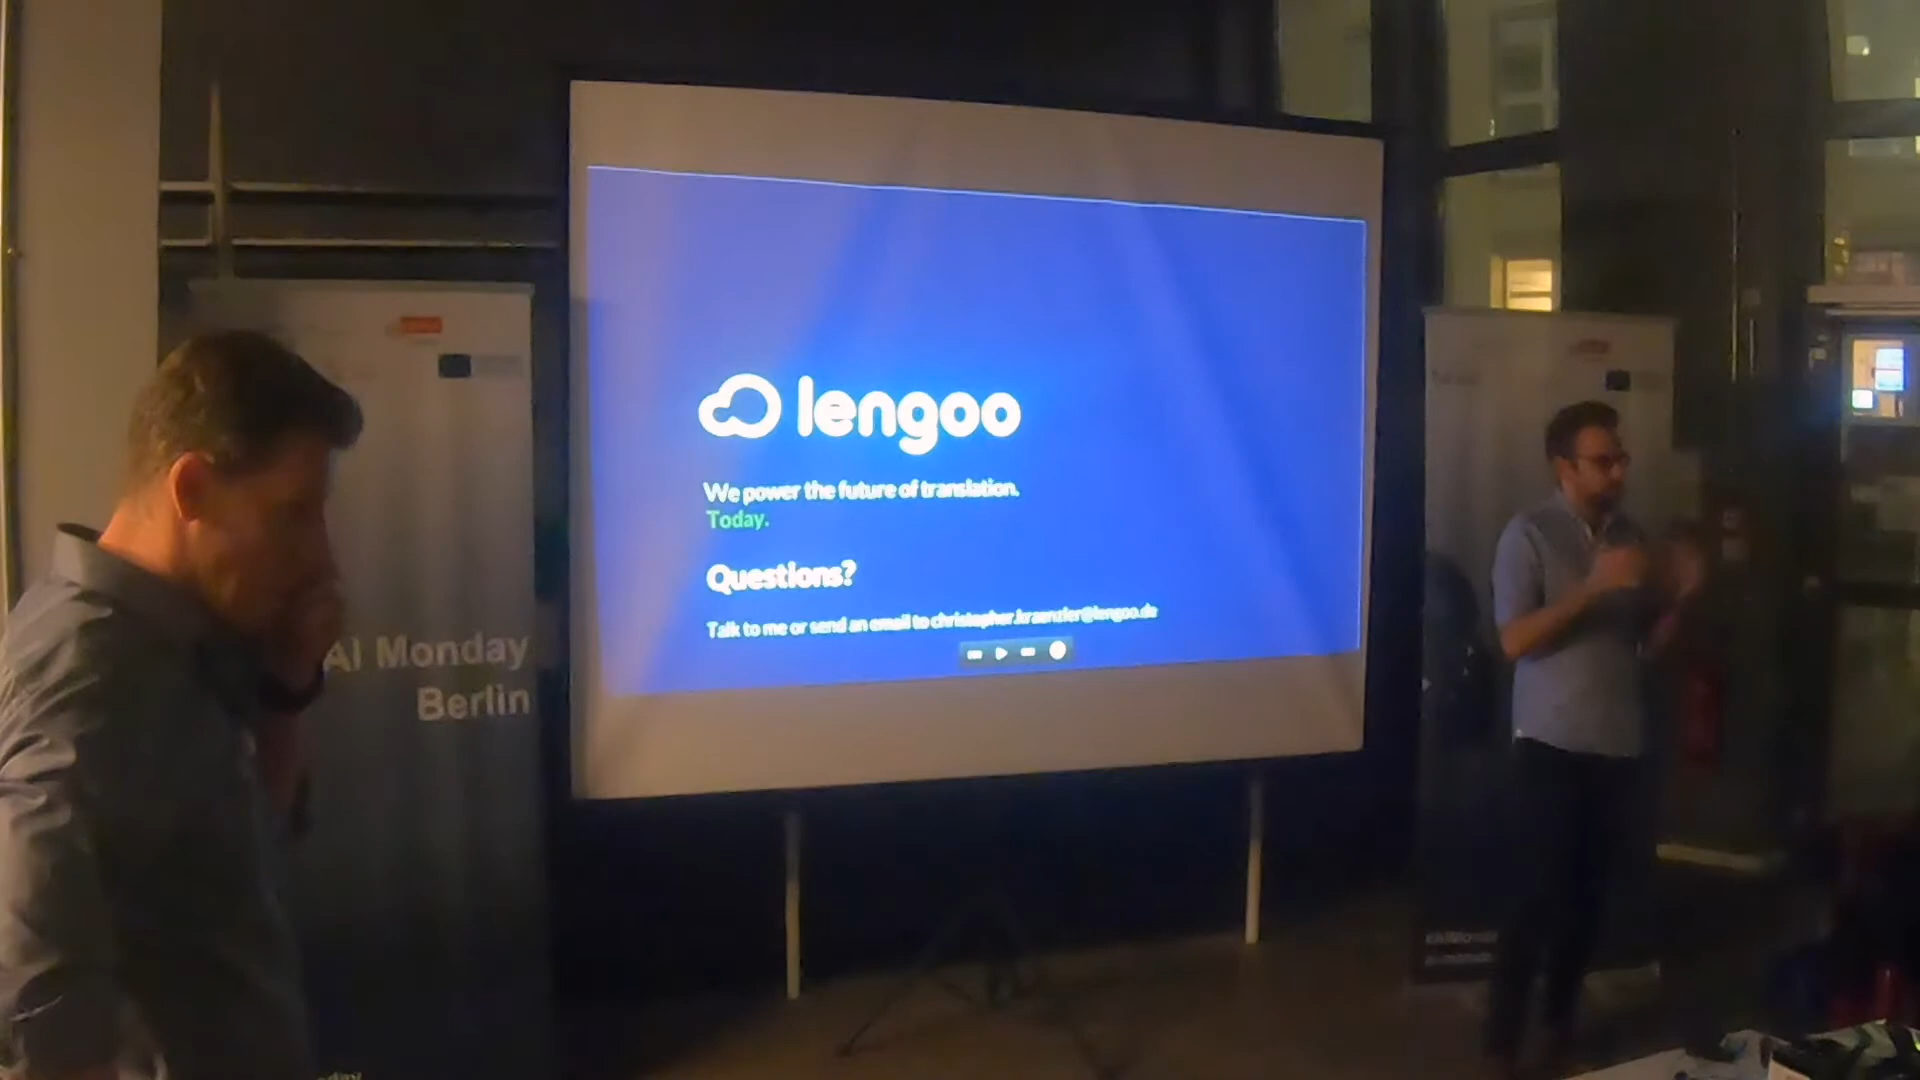 AI Monday
Berlin
lengoo
We power the future of translation.
Today.
Questions?
Talk to me or send an email to christopher.kraenzler@lengoo.de